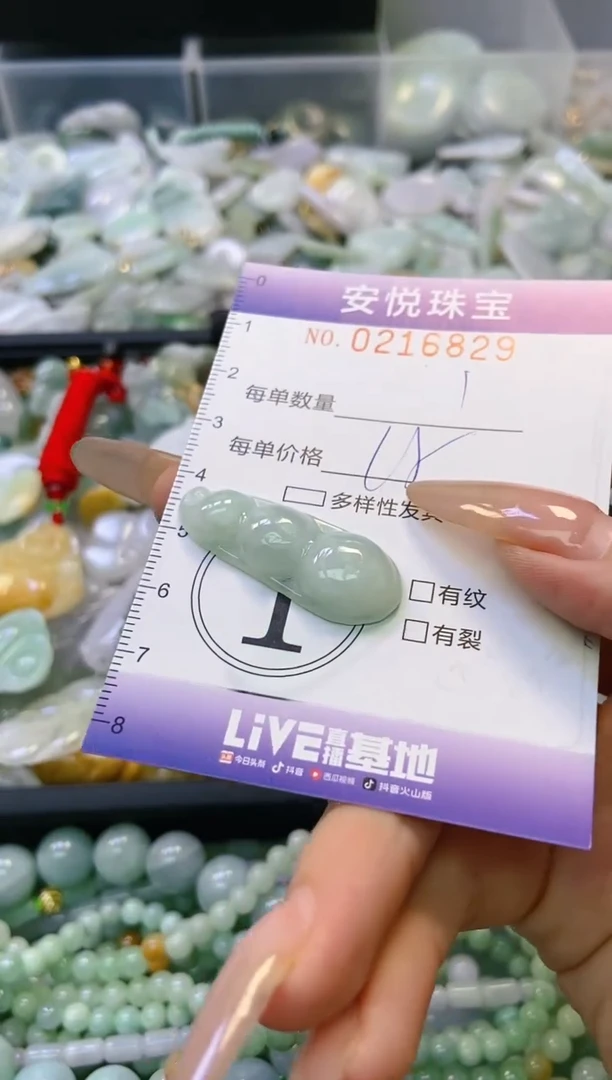 0
安悦珠宝
1
NO. 0216829
2
每单数量 1
3
每单价格
4
多样性发货
5
6
有纹
有裂
7
8
LiVE直播基地
今日头条 抖音 西瓜视频 抖音火山版